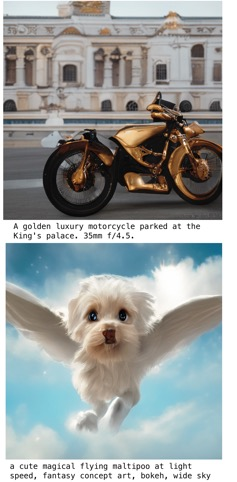 A golden luxury motorcycle parked at the
King's palace. 35mm f/4.5.
a cute magical flying maltipoo at light
speed, fantasy concept art, bokeh, wide sky